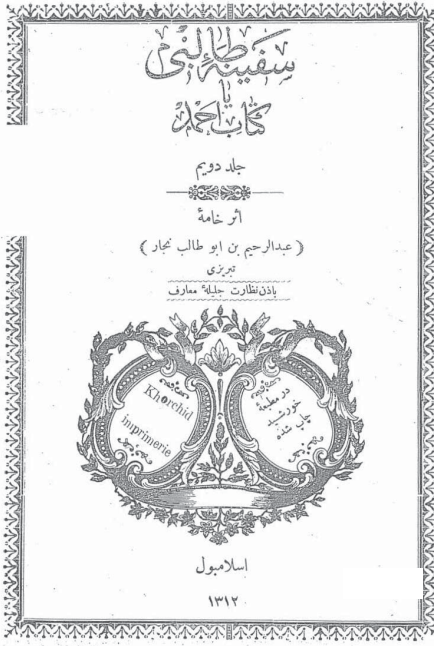 سفینهٔ طالبی
یا
کتاب احمد
جلد دویم
اثر خامهٔ
( عبدالرحیم بن ابو طالب نجار )
تبریزی
باذن نظارت جلیلهٔ معارف
در مطبعهٔ
خورشید
چاپ شده
Khorchid
imprimerie
اسلامبول
۱۳۱۲